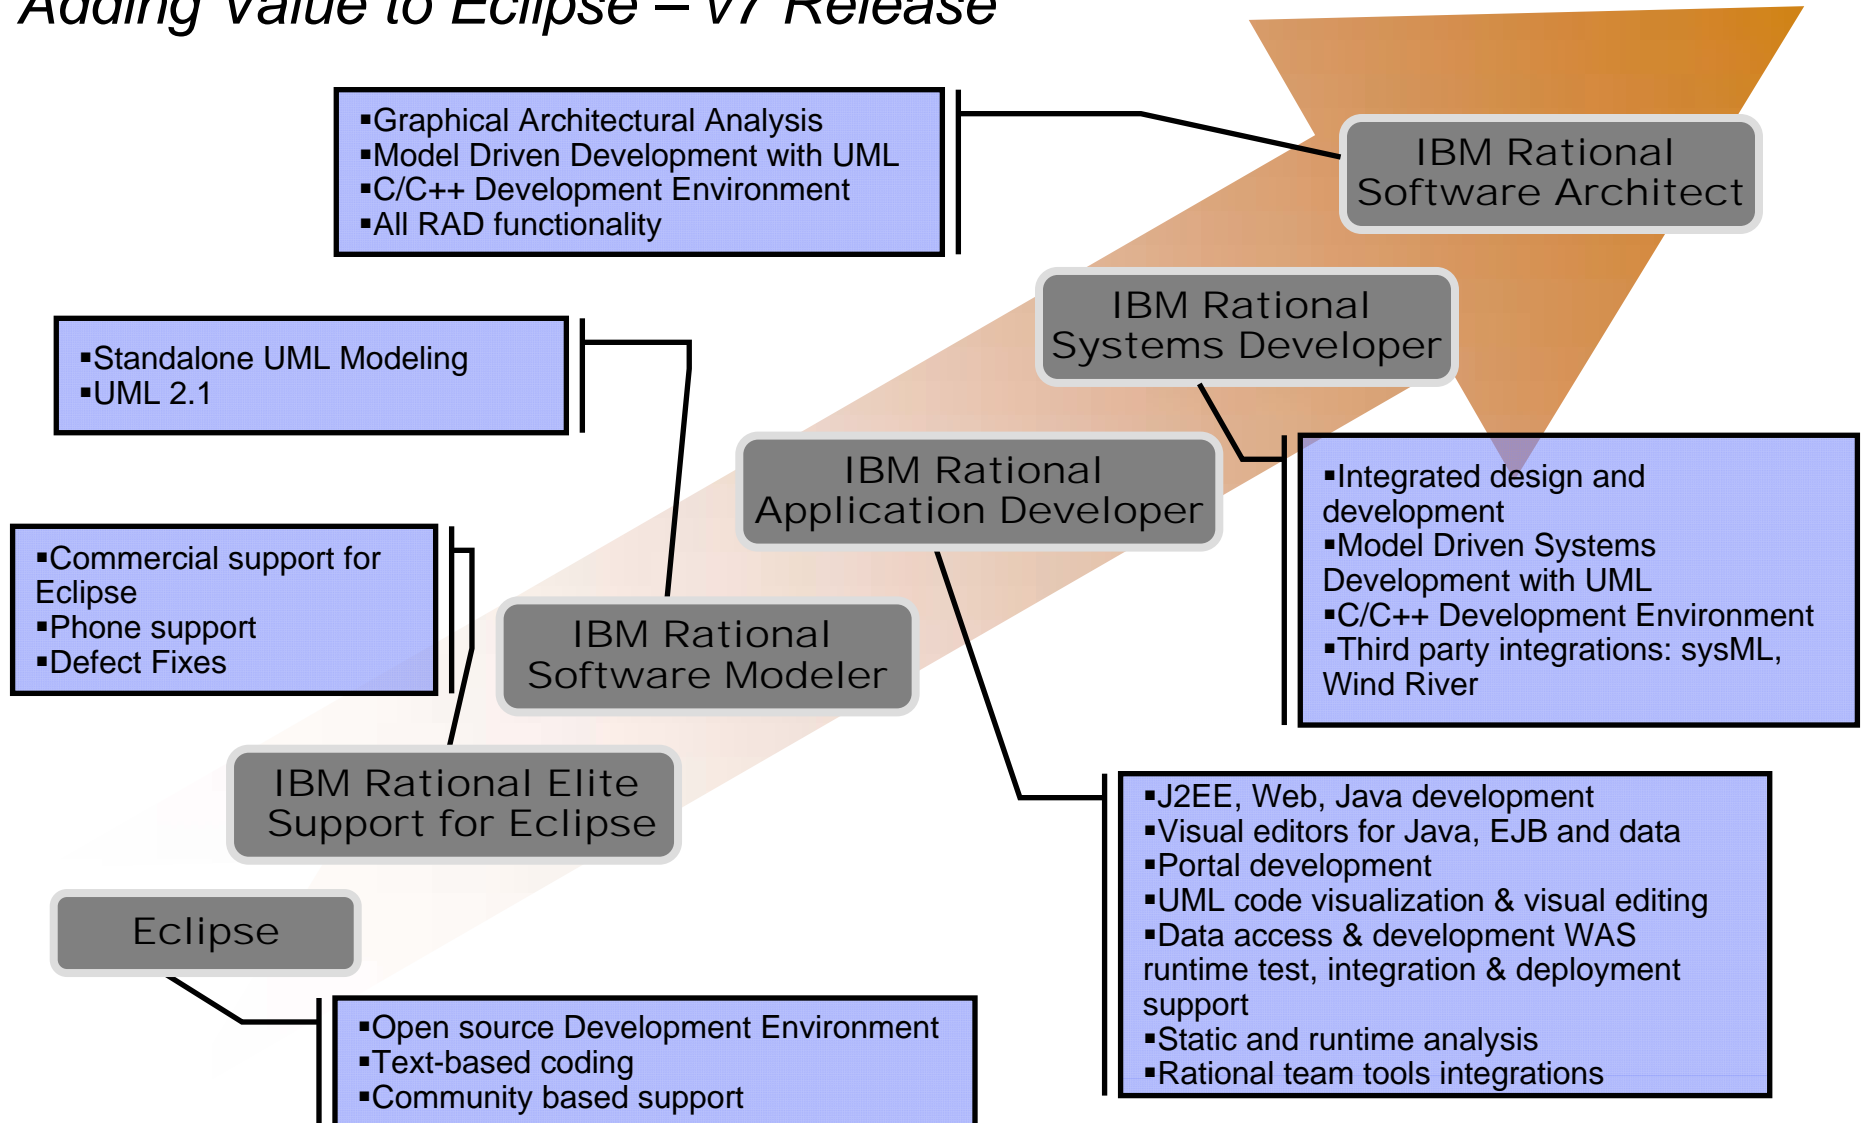 Adding Value to Eclipse – v7 Release
▪Graphical Architectural Analysis
▪Model Driven Development with UML
▪C/C++ Development Environment
▪All RAD functionality
IBM Rational
Software Architect
IBM Rational
Systems Developer
▪Standalone UML Modeling
▪UML 2.1
IBM Rational
Application Developer
▪Integrated design and
development
▪Model Driven Systems
Development with UML
▪C/C++ Development Environment
▪Third party integrations: sysML,
Wind River
▪Commercial support for
Eclipse
▪Phone support
▪Defect Fixes
IBM Rational
Software Modeler
IBM Rational Elite
Support for Eclipse
▪J2EE, Web, Java development
▪Visual editors for Java, EJB and data
▪Portal development
▪UML code visualization & visual editing
▪Data access & development WAS
runtime test, integration & deployment
support
▪Static and runtime analysis
▪Rational team tools integrations
Eclipse
▪Open source Development Environment
▪Text-based coding
▪Community based support